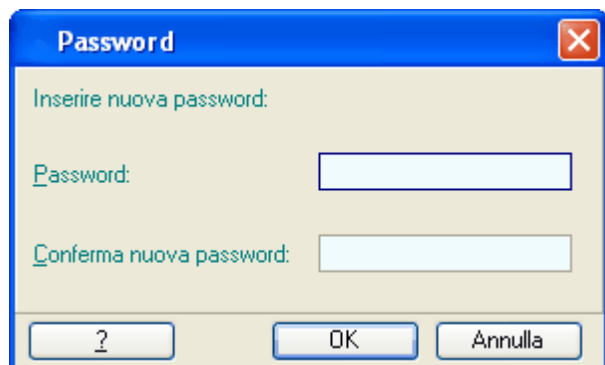 Password
Inserire nuova password:
Password:
Conferma nuova password:
? OK Annulla